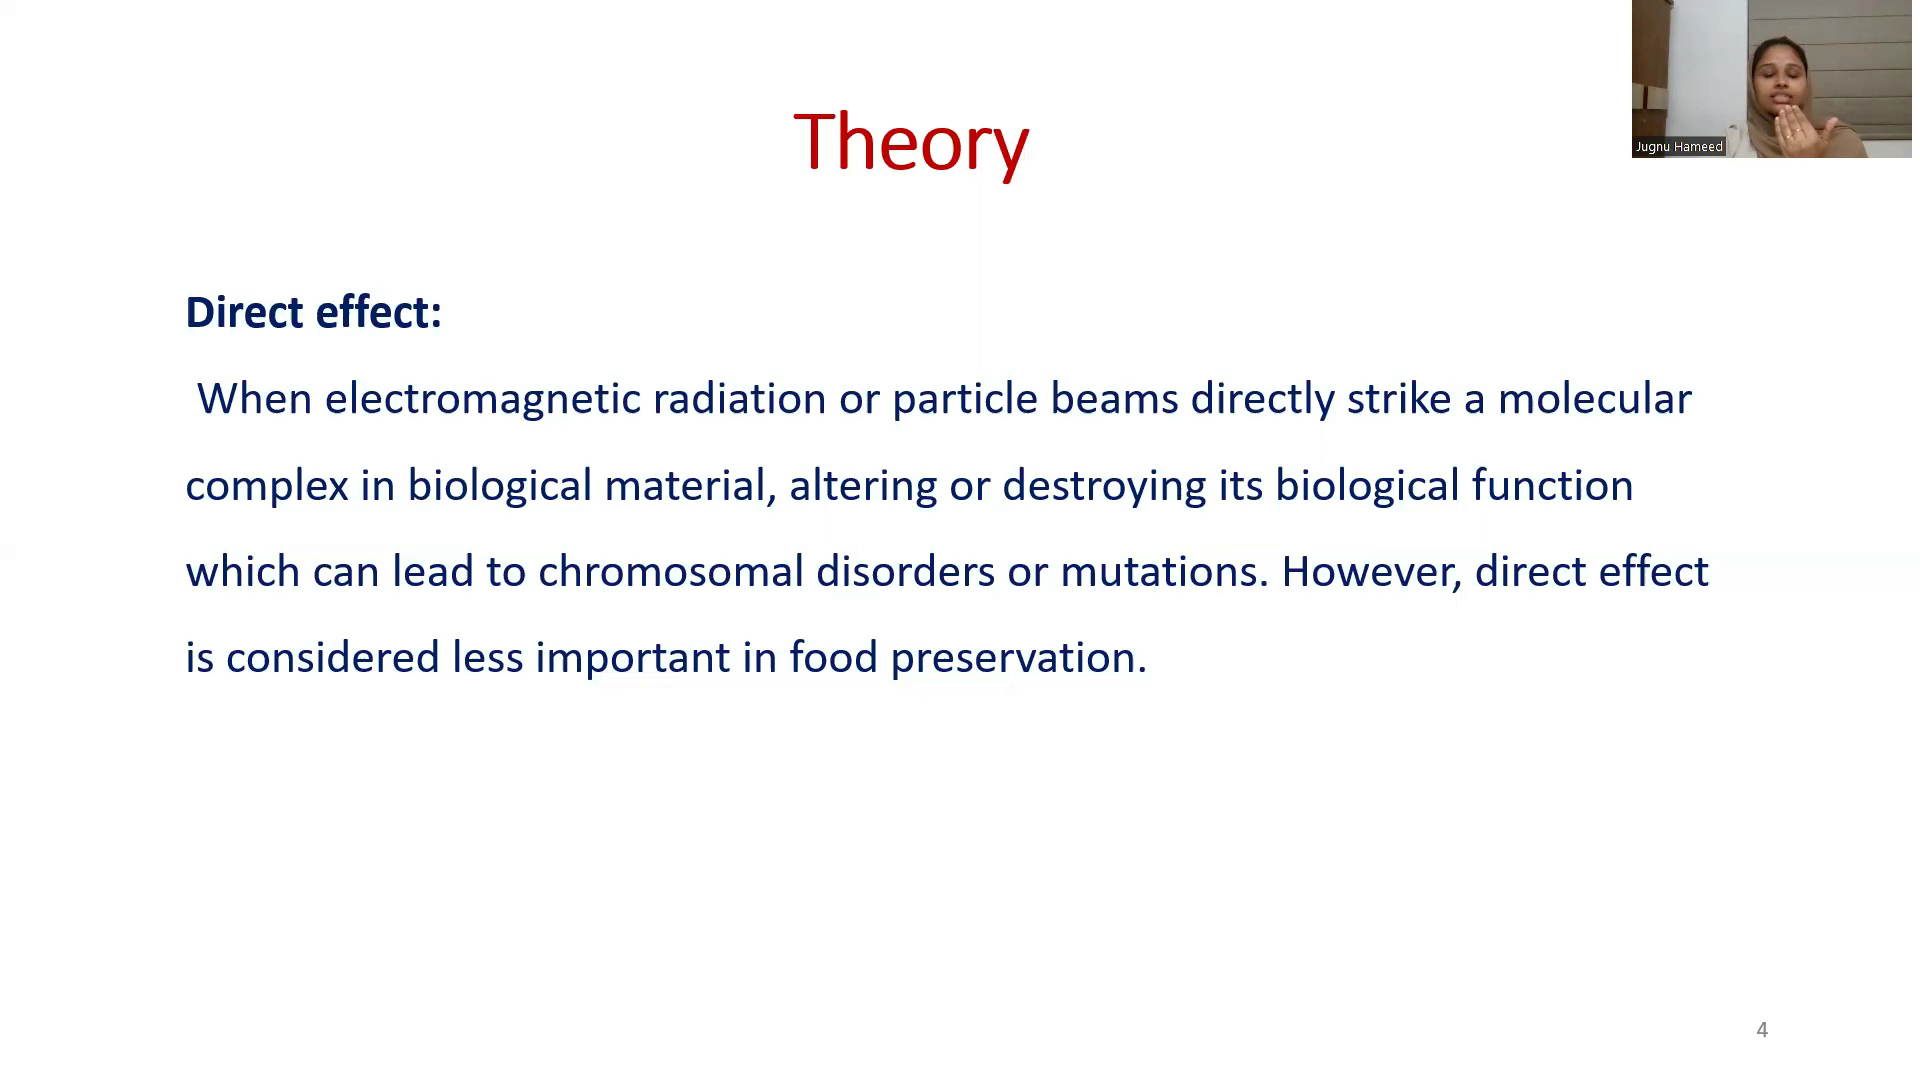 Theory
Jugnu Hameed
Direct effect:
When electromagnetic radiation or particle beams directly strike a molecular
complex in biological material, altering or destroying its biological function
which can lead to chromosomal disorders or mutations. However, direct effect
is considered less important in food preservation.
4